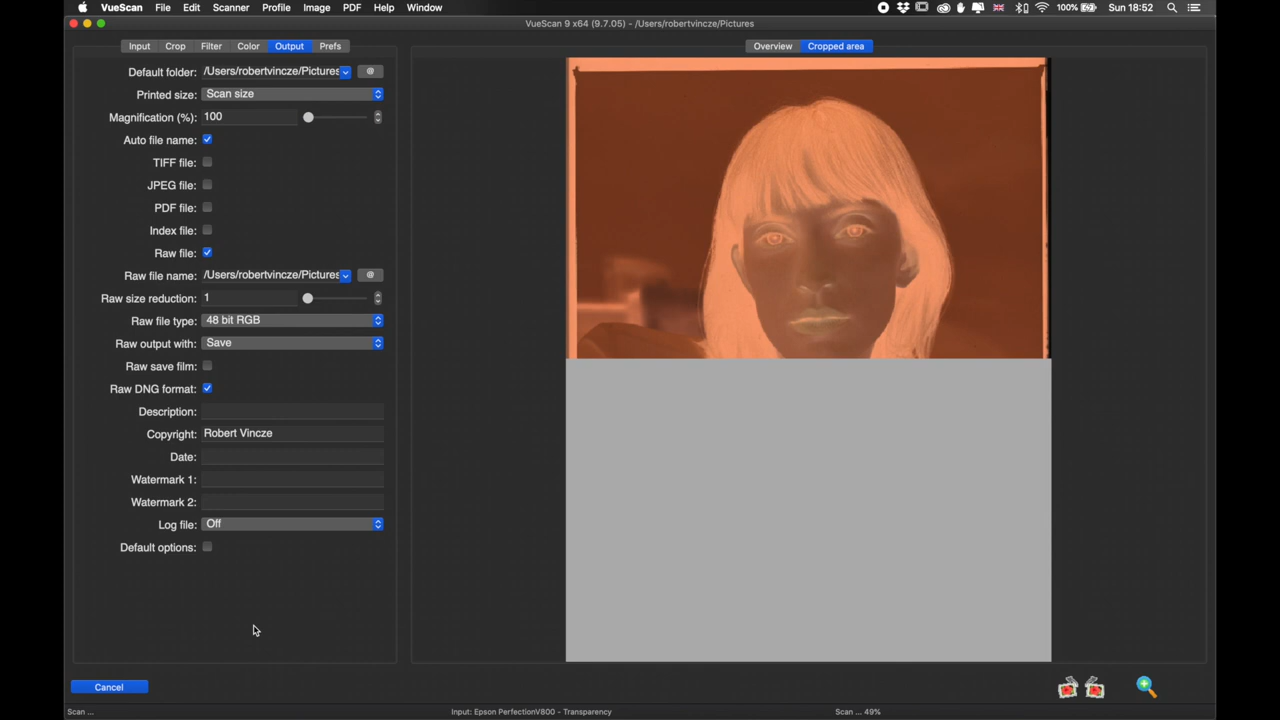 VueScan File Edit Scanner Profile Image PDF Help Window 100% Sun 18:52
VueScan 9 x64 (9.7.05) - /Users/robertvincze/Pictures
Input Crop Filter Color Output Prefs
Overview Cropped area
Default folder: /Users/robertvincze/Pictures @
Printed size: Scan size
Magnification (%): 100
Auto file name:
TIFF file:
JPEG file:
PDF file:
Index file:
Raw file:
Raw file name: /Users/robertvincze/Pictures @
Raw size reduction: 1
Raw file type: 48 bit RGB
Raw output with: Save
Raw save film:
Raw DNG format:
Description:
Copyright: Robert Vincze
Date:
Watermark 1:
Watermark 2:
Log file: Off
Default options:
Cancel
Scan ... Input: Epson PerfectionV800 - Transparency Scan ... 49%